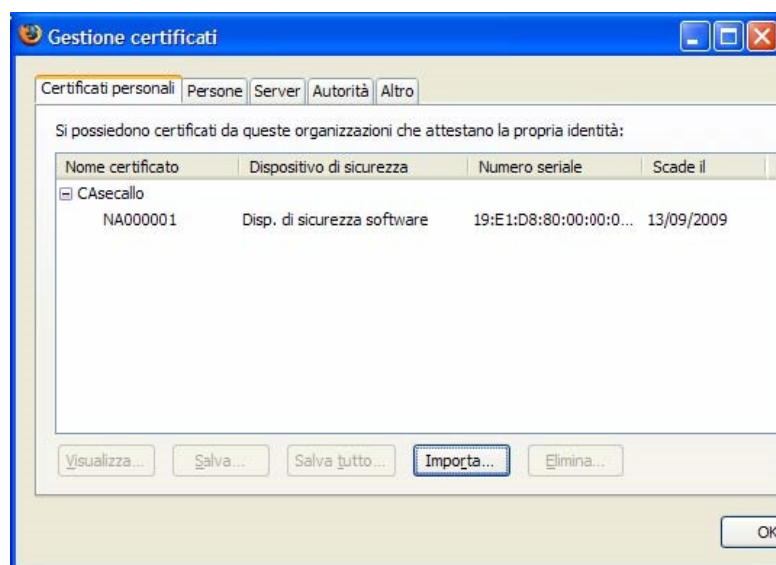 Gestione certificati
Certificati personali Persone Server Autorità Altro
Si possiedono certificati da queste organizzazioni che attestano la propria identità:
Nome certificato Dispositivo di sicurezza Numero seriale Scade il
CAsecallo
NA000001 Disp. di sicurezza software 19:E1:D8:80:00:00:0... 13/09/2009
Visualizza... Salva... Salva tutto... Importa... Elimina...
OK